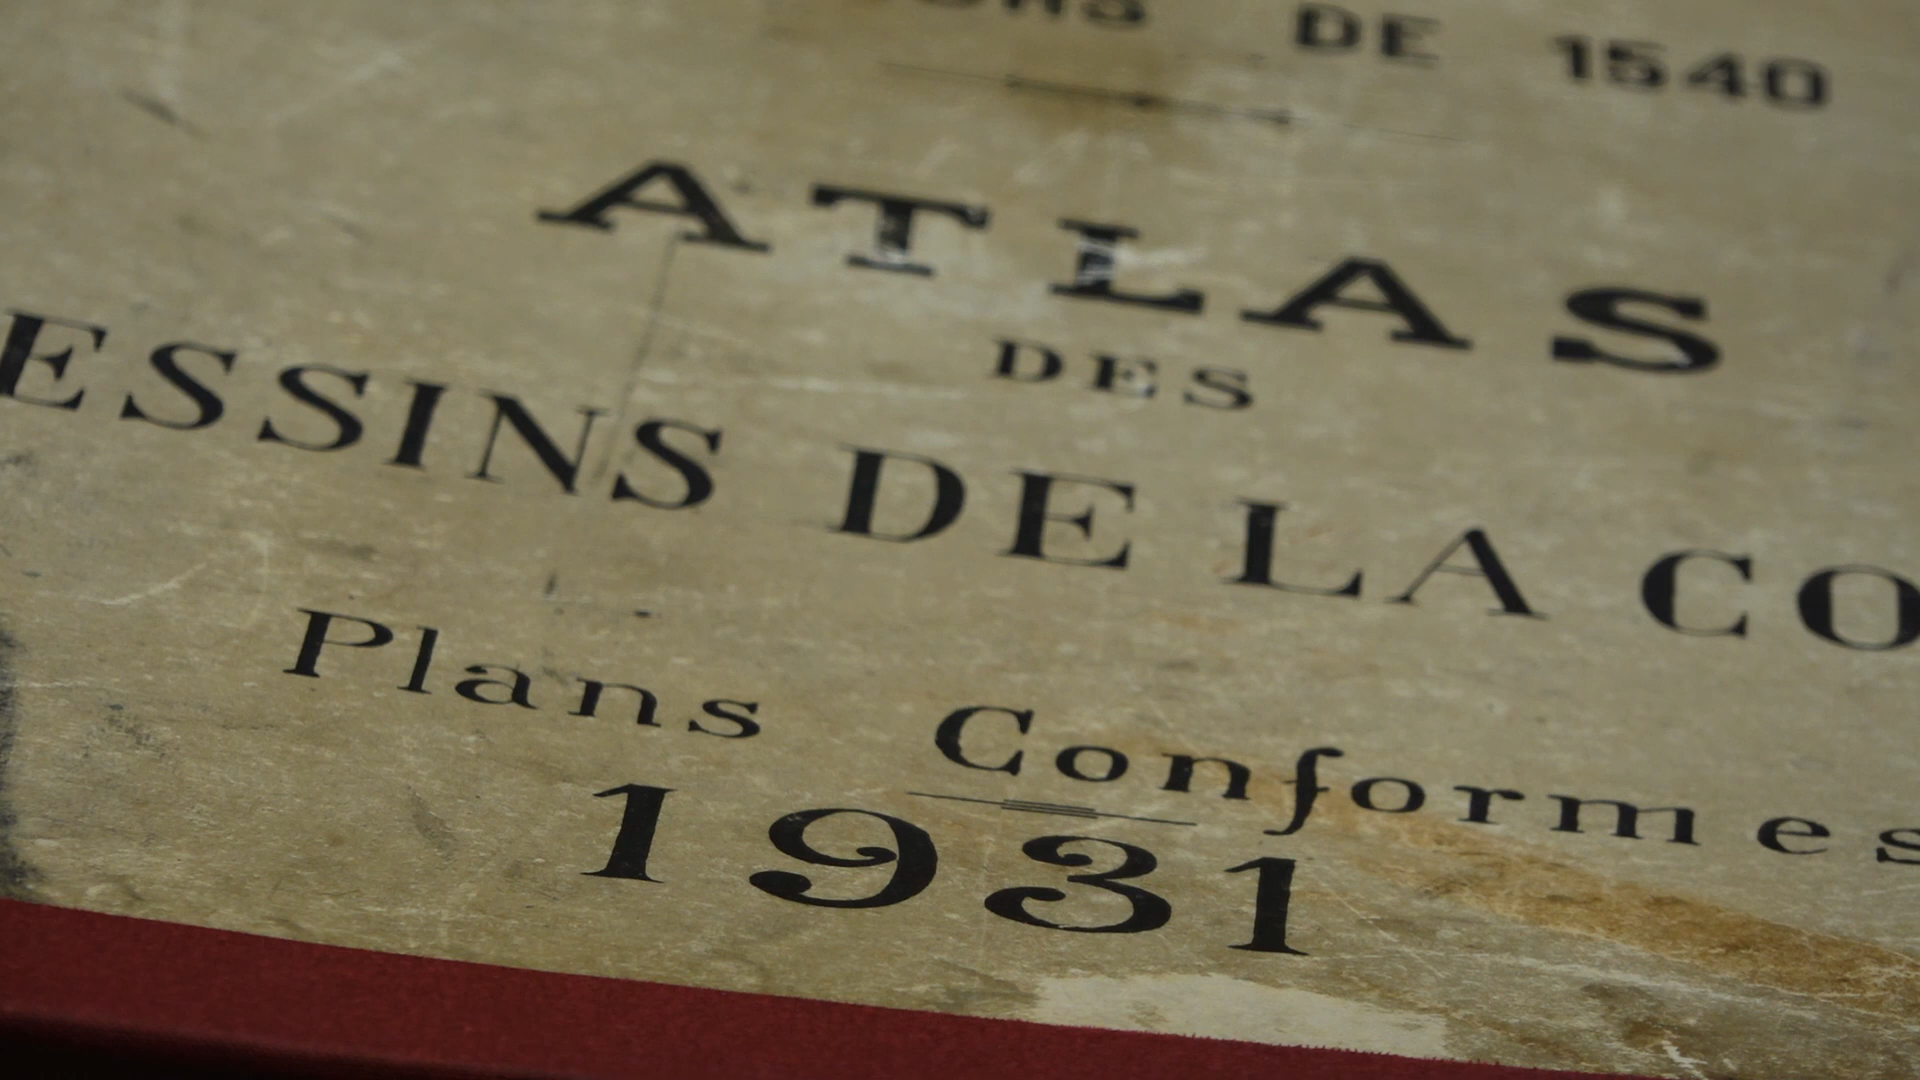 DE 1540
ATLAS
DES
ESSINS DE LA CO
Plans Conformes
1931